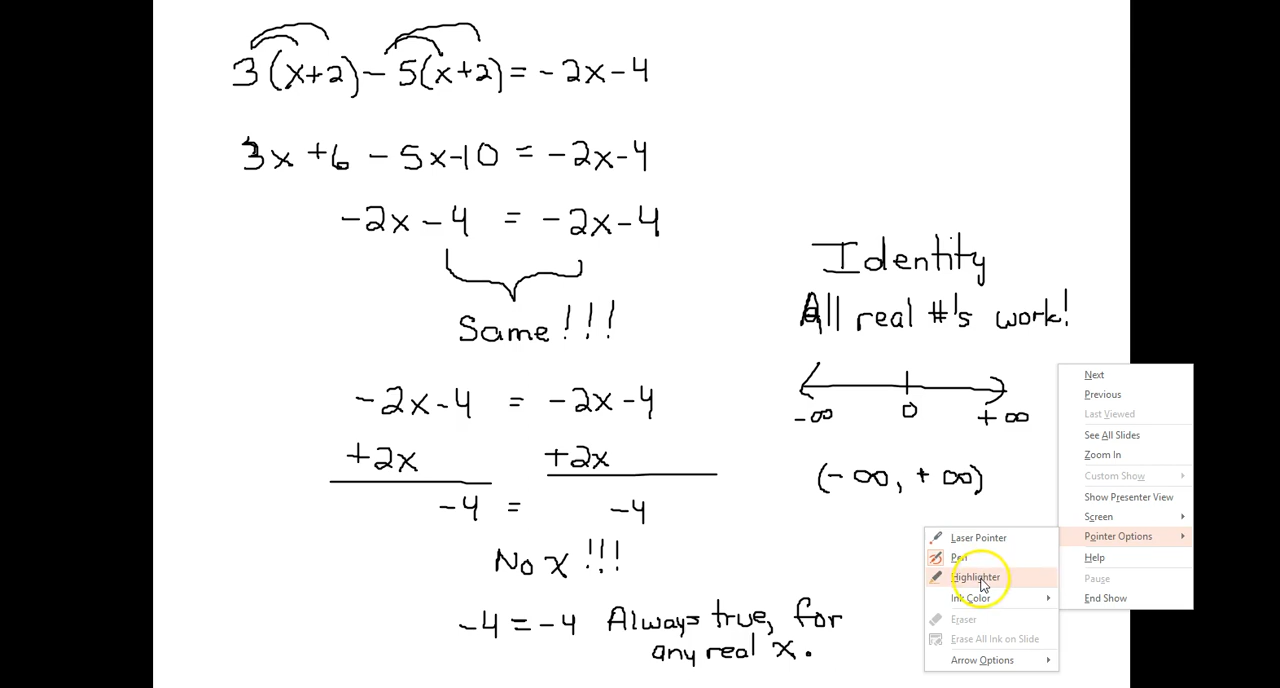 3(x+2)-5(x+2)=-2x-4
3x+6-5x-10=-2x-4
-2x-4 = -2x-4
Same!!!
-2x-4 = -2x-4
+2x +2x
-4 = -4
No x!!!
-4=-4 Always true, for
any real x.
Identity
All real #'s work!
-∞ 0 +∞
(-∞, +∞)
Next
Previous
Last Viewed
See All Slides
Zoom In
Custom Show
Show Presenter View
Screen
Pointer Options
Help
Pause
End Show
Laser Pointer
Pen
Highlighter
Ink Color
Eraser
Erase All Ink on Slide
Arrow Options